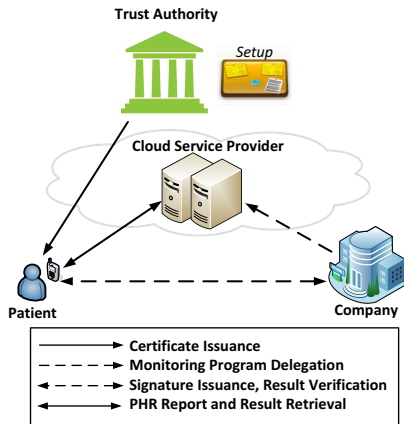 Trust Authority
Setup
Cloud Service Provider
Patient
Company
Certificate Issuance
Monitoring Program Delegation
Signature Issuance, Result Verification
PHR Report and Result Retrieval